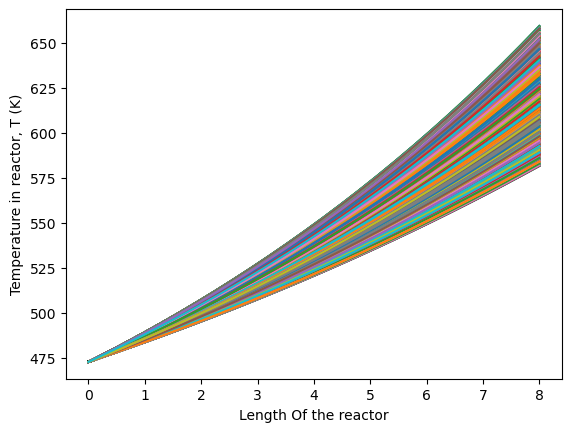 650
625
600
575
550
525
500
475
Temperature in reactor, T (K)
0 1 2 3 4 5 6 7 8
Length Of the reactor